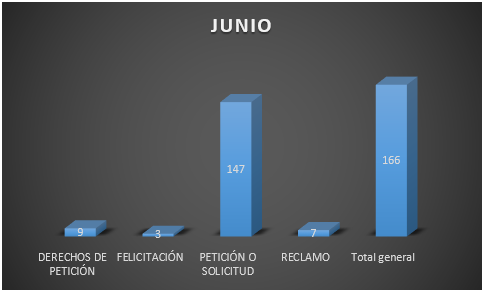 JUNIO
9
3
147
7
166
DERECHOS DE
PETICIÓN
FELICITACIÓN
PETICIÓN O
SOLICITUD
RECLAMO
Total general